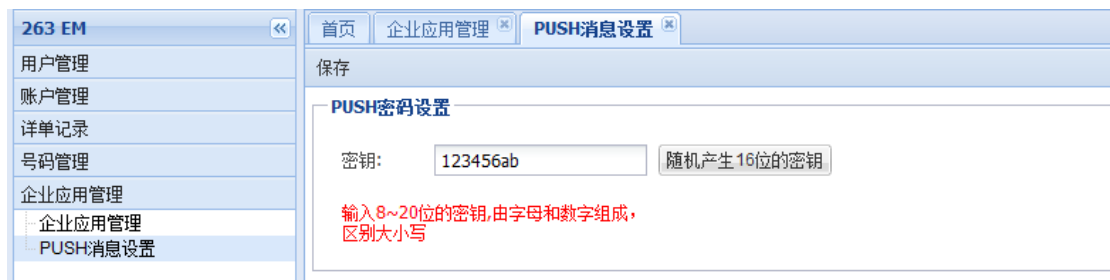 263 EM
用户管理
账户管理
详单记录
号码管理
企业应用管理
企业应用管理
PUSH消息设置
首页 企业应用管理 PUSH消息设置
保存
PUSH密码设置
密钥: 123456ab 随机产生16位的密钥
输入8~20位的密钥,由字母和数字组成，
区别大小写